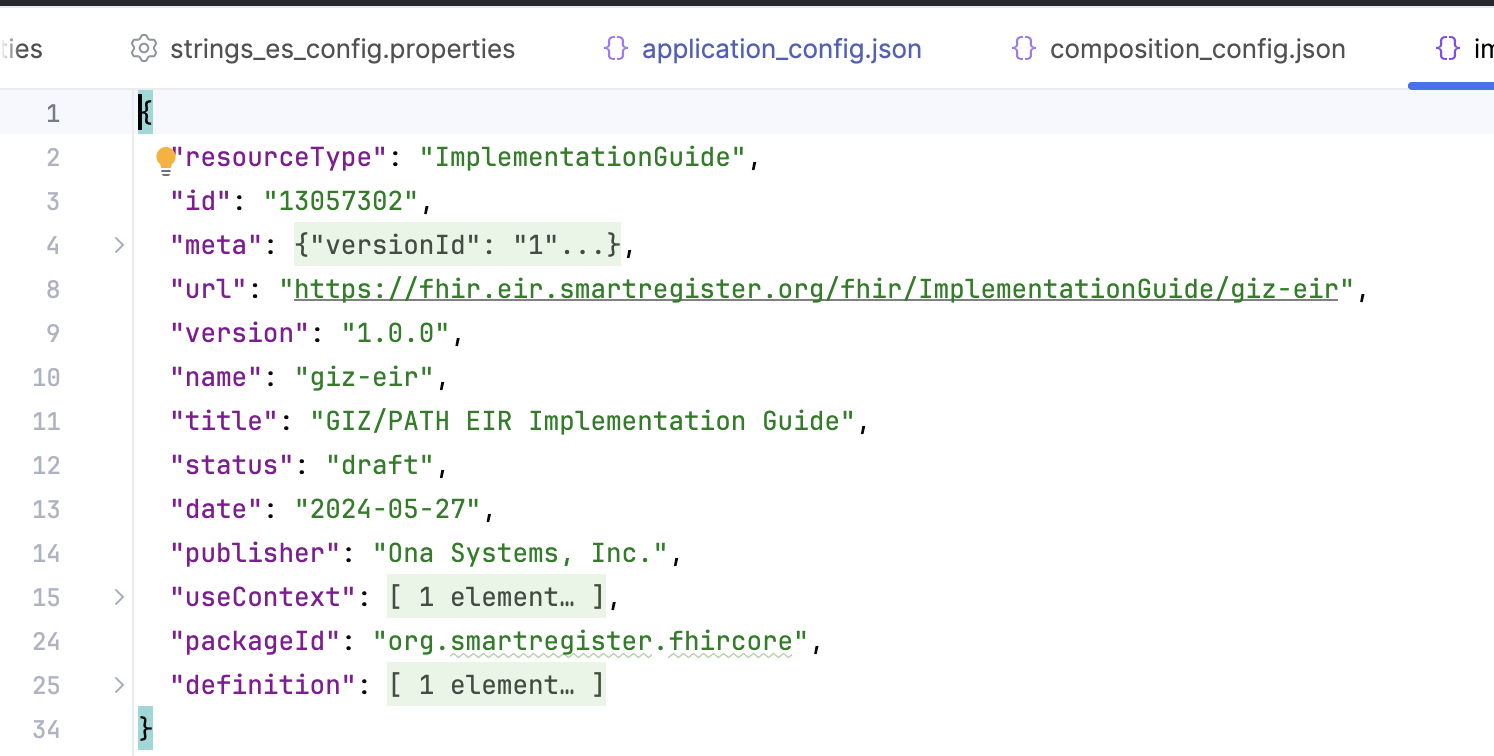 ties strings_es_config.properties application_config.json composition_config.json im
1 {
2 "resourceType": "ImplementationGuide",
3 "id": "13057302",
4 "meta": {"versionId": "1"...},
8 "url": "https://fhir.eir.smartregister.org/fhir/ImplementationGuide/giz-eir",
9 "version": "1.0.0",
10 "name": "giz-eir",
11 "title": "GIZ/PATH EIR Implementation Guide",
12 "status": "draft",
13 "date": "2024-05-27",
14 "publisher": "Ona Systems, Inc.",
15 "useContext": [ 1 element… ],
24 "packageId": "org.smartregister.fhircore",
25 "definition": [ 1 element… ]
34 }